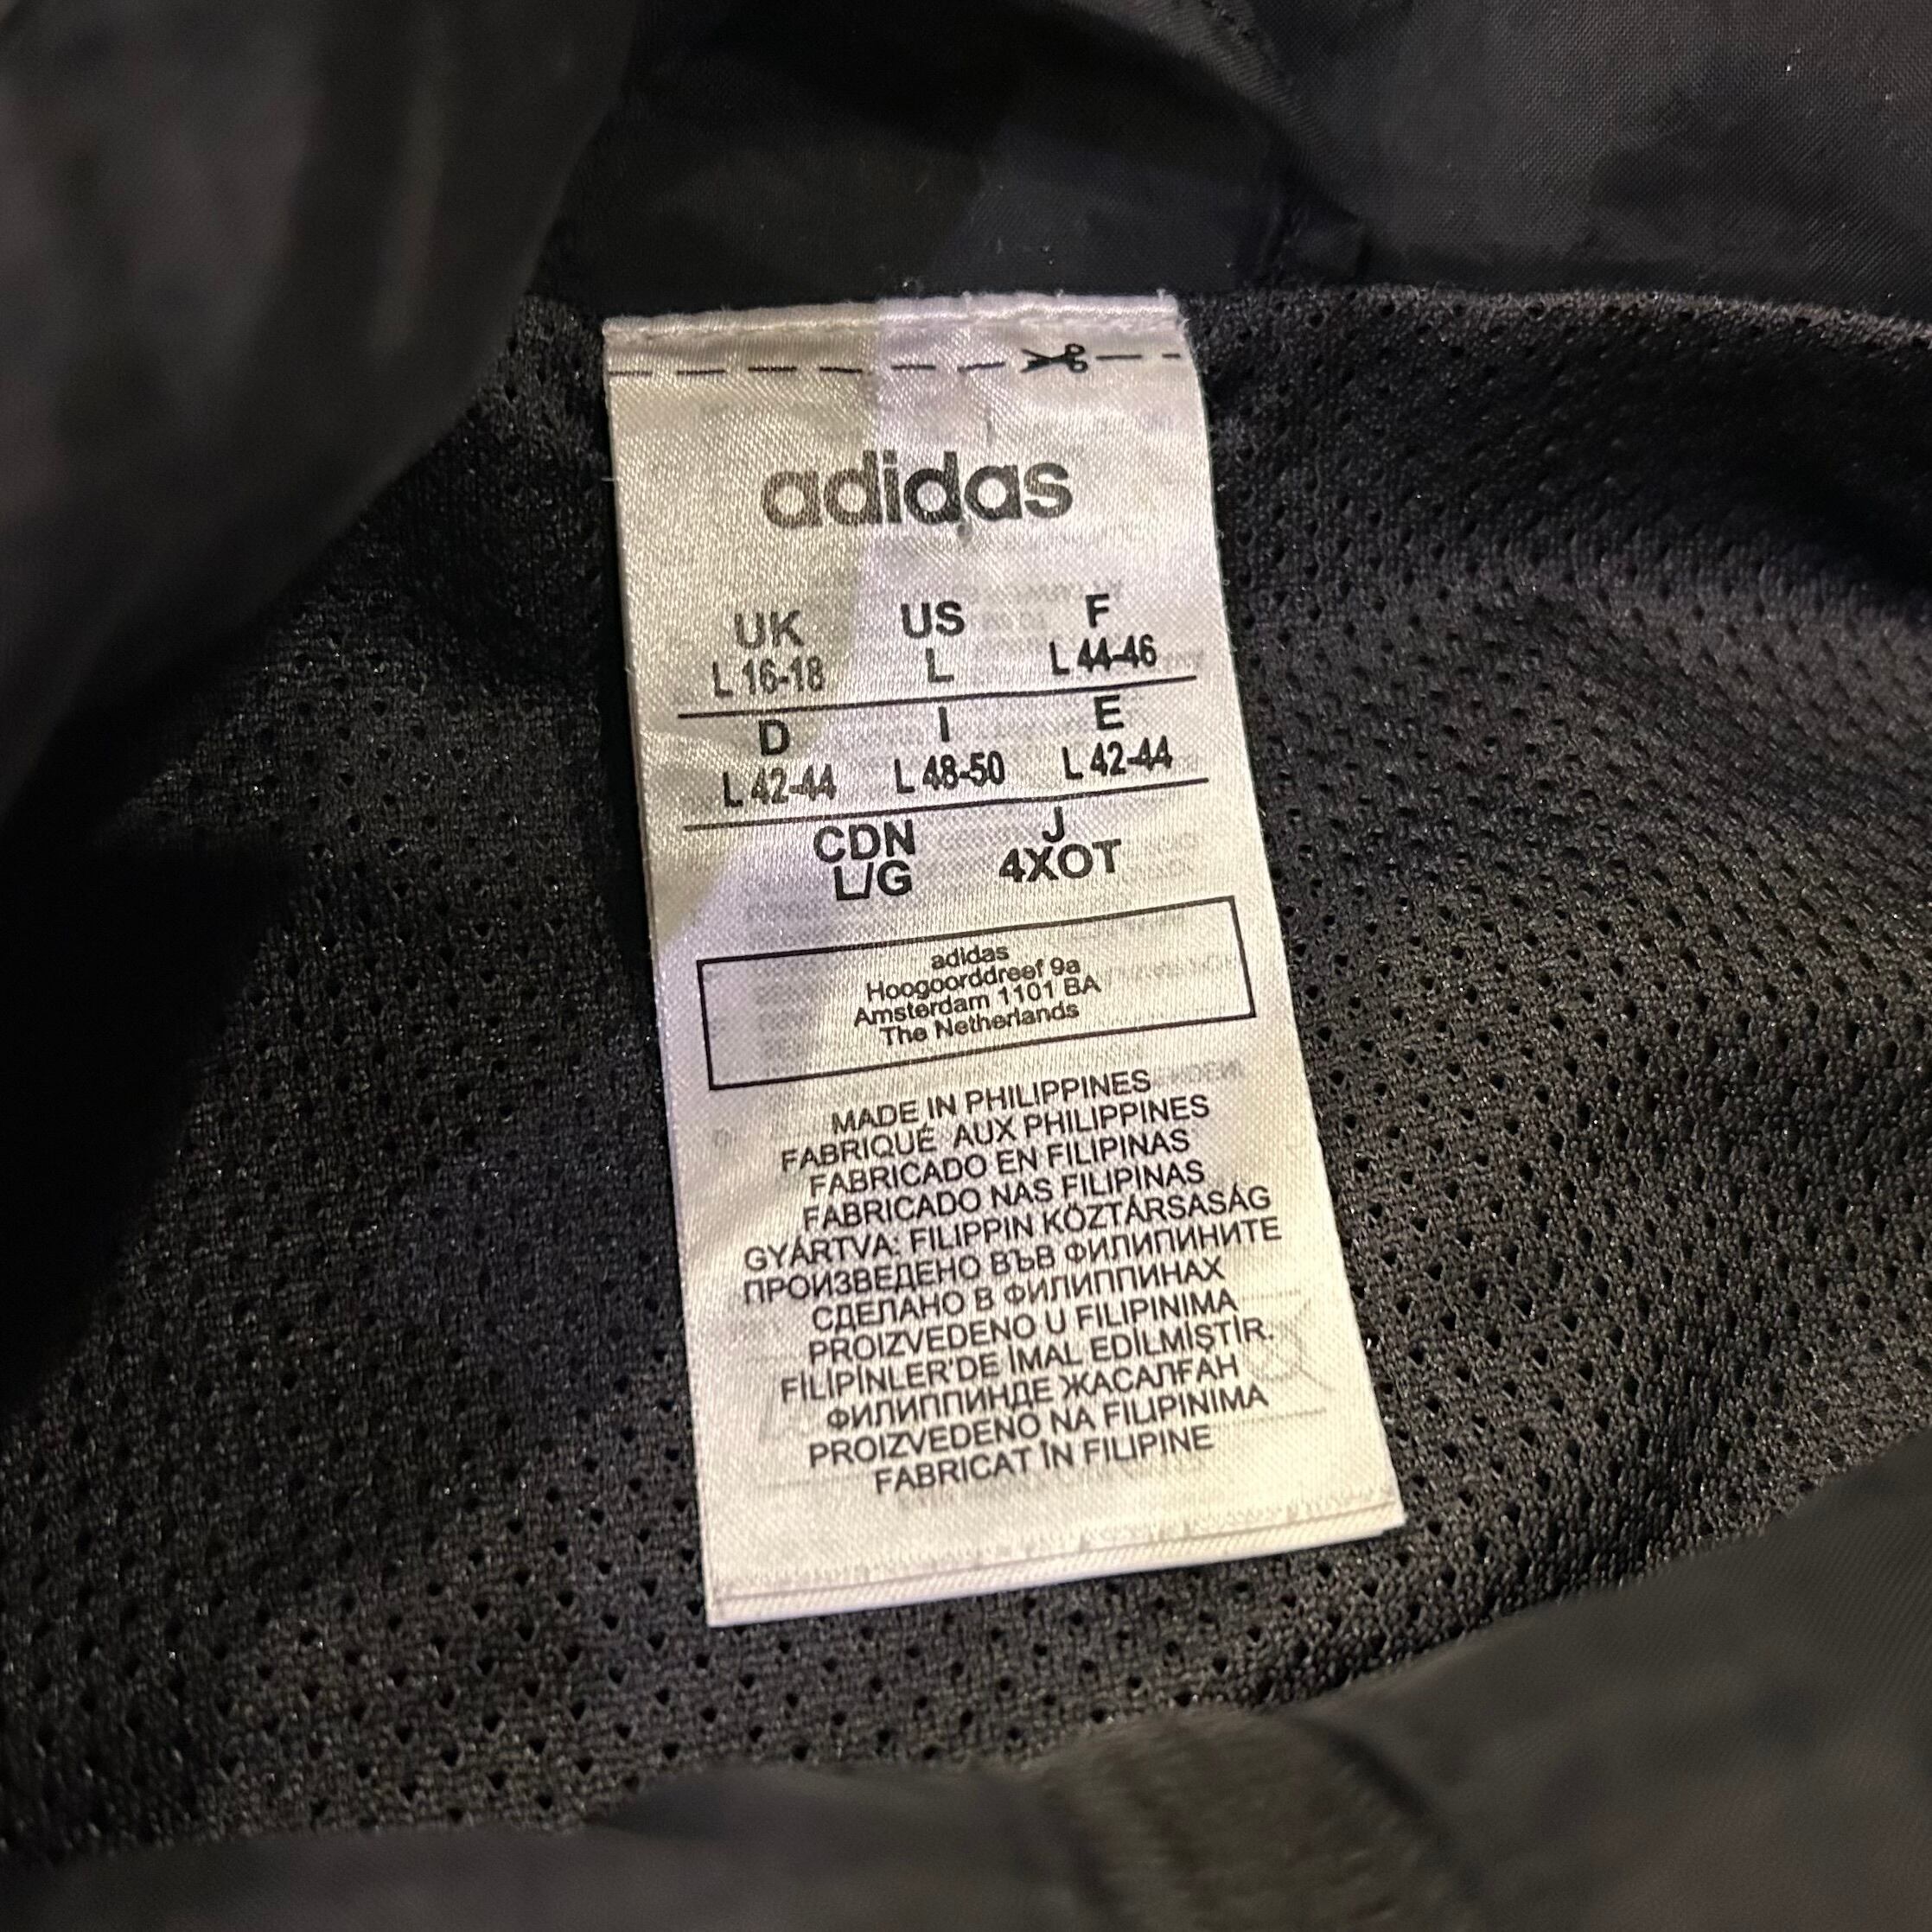 adidas
UK US F
L 16-18 L L 44-46
D I E
L 42-44 L 48-50 L 42-44
CDN J
L/G 4XOT
adidas
Hoogoorddreef 9a
Amsterdam 1101 BA
The Netherlands
MADE IN PHILIPPINES
FABRIQUÉ AUX PHILIPPINES
FABRICADO EN FILIPINAS
FABRICADO NAS FILIPINAS
GYÁRTVA: FILIPPIN KÖZTÁRSASÁG
ПРОИЗВЕДЕНО ВЪВ ФИЛИПИНИТЕ
СДЕЛАНО В ФИЛИППИНАХ
PROIZVEDENO U FILIPINIMA
FİLİPİNLER'DE İMAL EDİLMİŞTİR.
ФИЛИППИНДЕ ЖАСАЛҒАН
PROIZVEDENO NA FILIPINIMA
FABRICAT ÎN FILIPINE